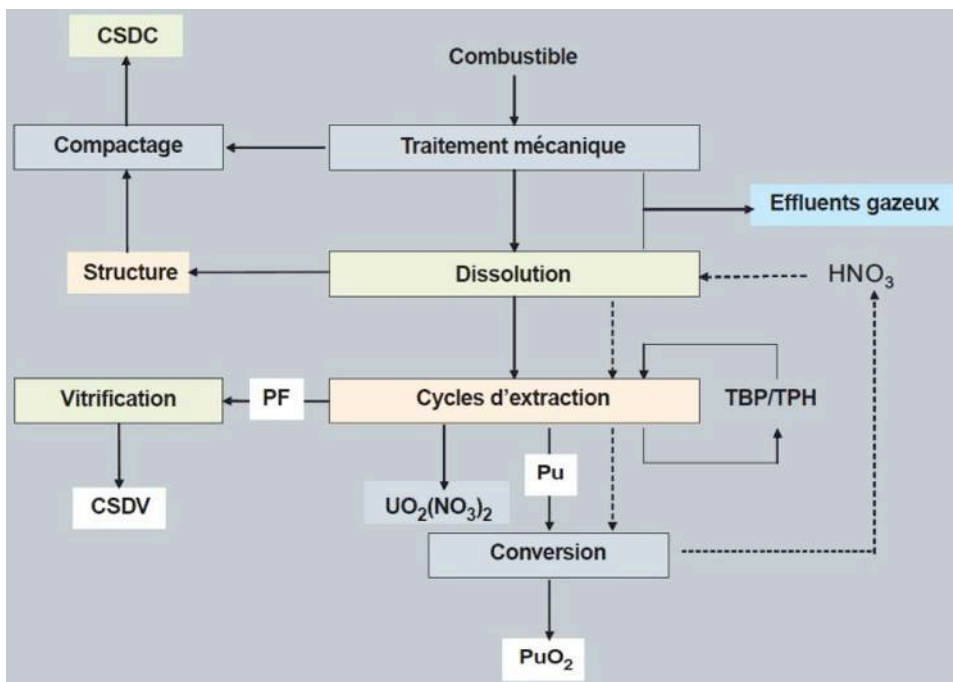 CSDC
Combustible
Compactage
Traitement mécanique
Effluents gazeux
Structure
Dissolution
HNO₃
Vitrification
PF
Cycles d'extraction
TBP/TPH
Pu
CSDV
UO₂(NO₃)₂
Conversion
PuO₂